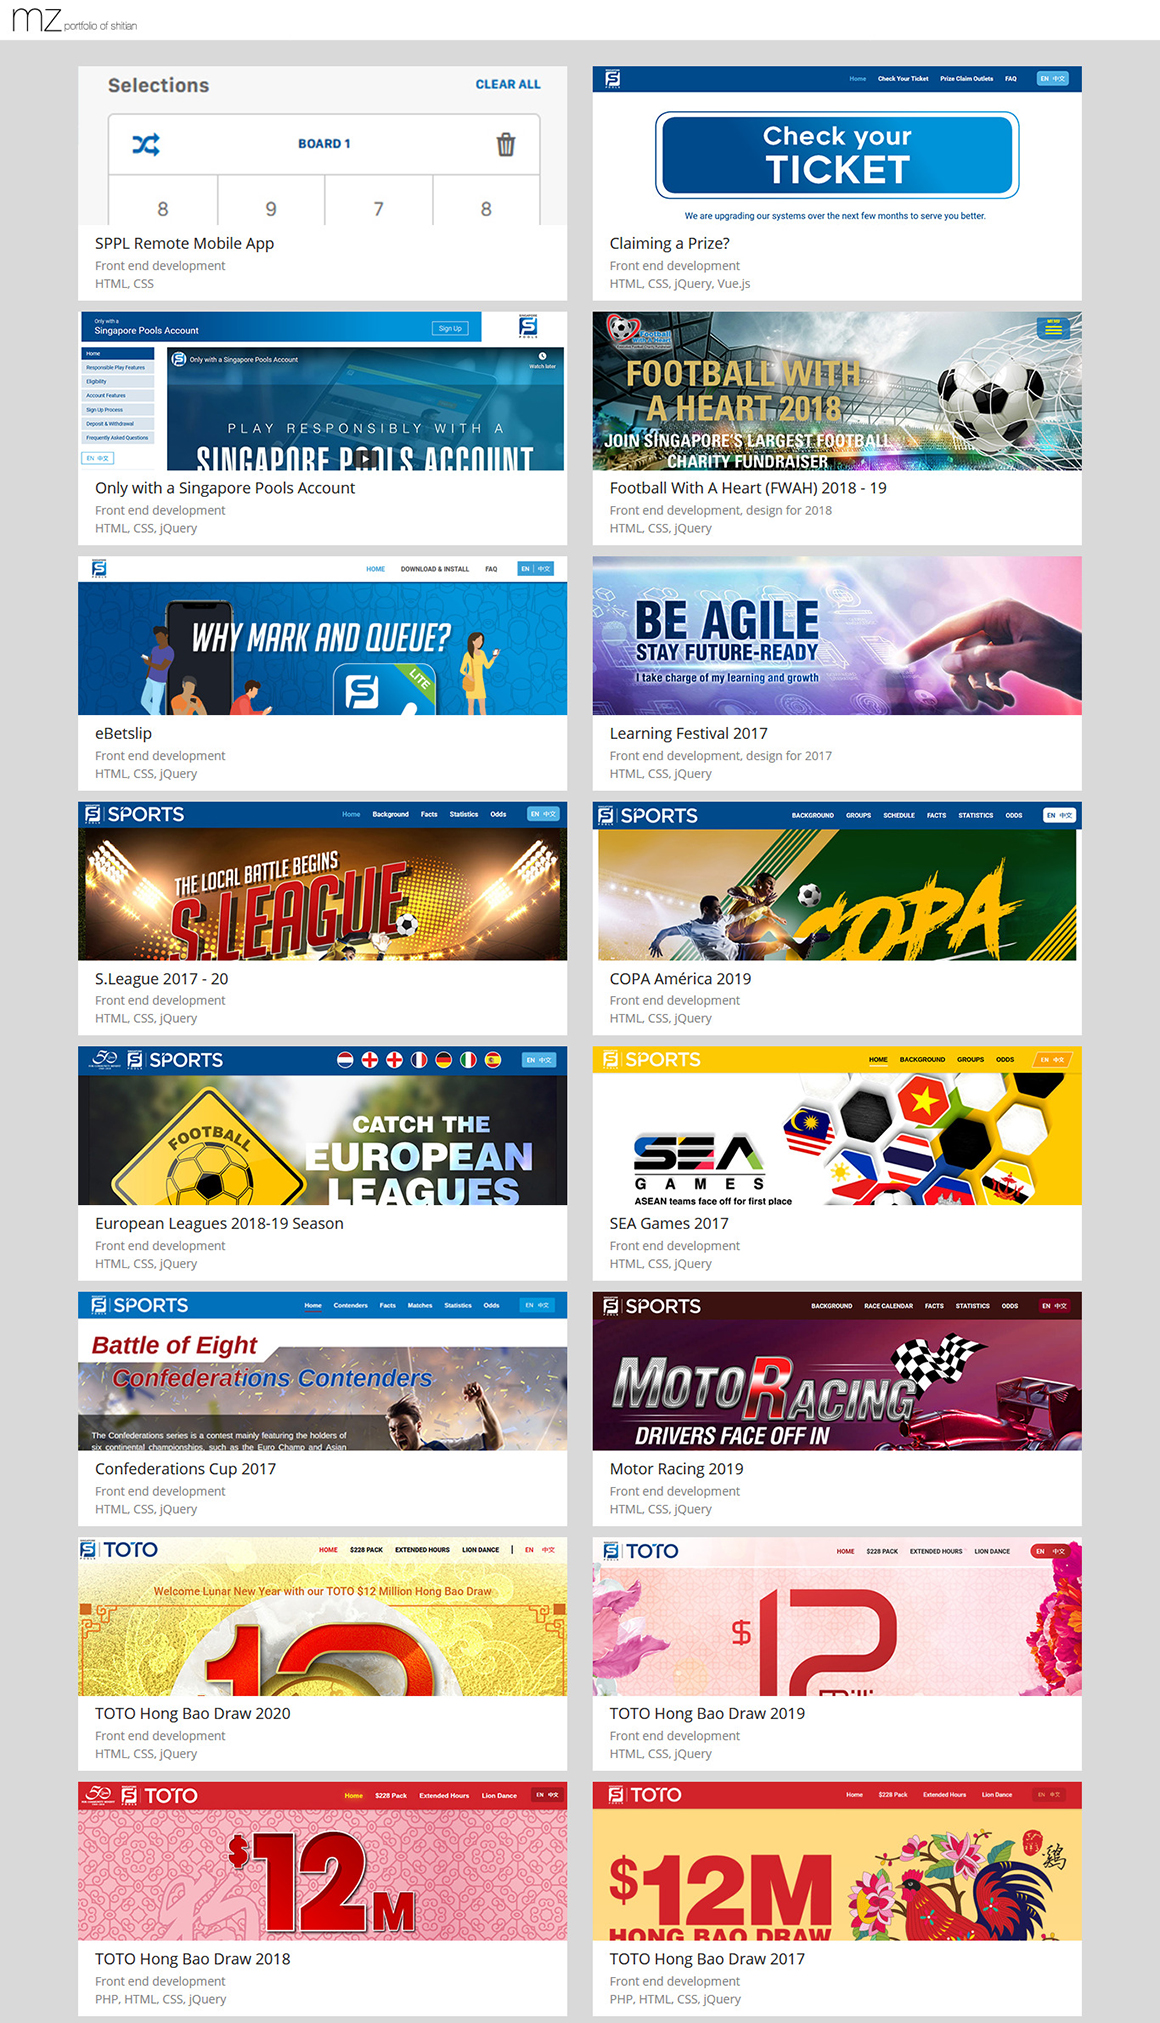 mz portfolio of shitian
Selections
CLEAR ALL
BOARD 1
8 9 7 8
SPPL Remote Mobile App
Front end development
HTML, CSS
Home Check Your Ticket Prize Claim Outlets FAQ EN 中文
Check your
TICKET
We are upgrading our systems over the next few months to serve you better.
Claiming a Prize?
Front end development
HTML, CSS, jQuery, Vue.js
Only with a
Singapore Pools Account
Sign Up
Home
Responsible Play Features
Eligibility
Account Features
Sign Up Process
Deposit & Withdrawal
Frequently Asked Questions
EN 中文
Only with a Singapore Pools Account
Watch later
PLAY RESPONSIBLY WITH A
SINGAPORE POOLS ACCOUNT
Only with a Singapore Pools Account
Front end development
HTML, CSS, jQuery
FOOTBALL WITH
A HEART 2018
JOIN SINGAPORE'S LARGEST FOOTBALL
CHARITY FUNDRAISER
Football With A Heart (FWAH) 2018 - 19
Front end development, design for 2018
HTML, CSS, jQuery
HOME DOWNLOAD & INSTALL FAQ EN 中文
WHY MARK AND QUEUE?
LITE
eBetslip
Front end development
HTML, CSS, jQuery
BE AGILE
STAY FUTURE-READY
I take charge of my learning and growth
Learning Festival 2017
Front end development, design for 2017
HTML, CSS, jQuery
SPORTS
Home Background Facts Statistics Odds EN 中文
THE LOCAL BATTLE BEGINS
S.LEAGUE
S.League 2017 - 20
Front end development
HTML, CSS, jQuery
SPORTS
BACKGROUND GROUPS SCHEDULE FACTS STATISTICS ODDS EN 中文
COPA
COPA América 2019
Front end development
HTML, CSS, jQuery
SPORTS
EN 中文
FOOTBALL
CATCH THE
EUROPEAN
LEAGUES
European Leagues 2018-19 Season
Front end development
HTML, CSS, jQuery
SPORTS
HOME BACKGROUND GROUPS ODDS EN 中文
SEA
GAMES
ASEAN teams face off for first place
SEA Games 2017
Front end development
HTML, CSS, jQuery
SPORTS
Home Contenders Facts Matches Statistics Odds EN 中文
Battle of Eight
Confederations Contenders
The Confederations series is a contest mainly featuring the holders of
six continental championships, such as the Euro Champ and Asian
Confederations Cup 2017
Front end development
HTML, CSS, jQuery
SPORTS
BACKGROUND RACE CALENDAR FACTS STATISTICS ODDS EN 中文
MOTORACING
DRIVERS FACE OFF IN
Motor Racing 2019
Front end development
HTML, CSS, jQuery
TOTO
HOME $228 PACK EXTENDED HOURS LION DANCE | EN 中文
Welcome Lunar New Year with our TOTO $12 Million Hong Bao Draw
12
TOTO Hong Bao Draw 2020
Front end development
HTML, CSS, jQuery
TOTO
HOME $228 PACK EXTENDED HOURS LION DANCE EN 中文
$12
Million
TOTO Hong Bao Draw 2019
Front end development
HTML, CSS, jQuery
TOTO
Home $228 Pack Extended Hours Lion Dance EN 中文
$12M
TOTO Hong Bao Draw 2018
Front end development
PHP, HTML, CSS, jQuery
TOTO
Home $228 Pack Extended Hours Lion Dance EN 中文
$12M
HONG BAO DRAW
TOTO Hong Bao Draw 2017
Front end development
PHP, HTML, CSS, jQuery